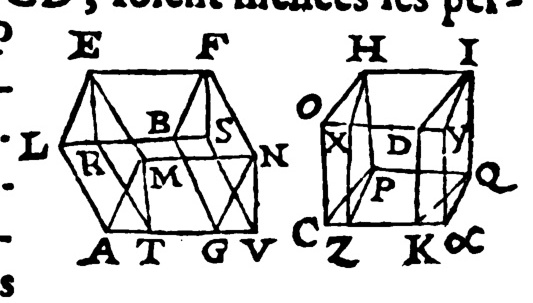 CD, soient menées les per-
E F H I
O
B S X D Y
L R M N P Q
A T G V C Z K α
s